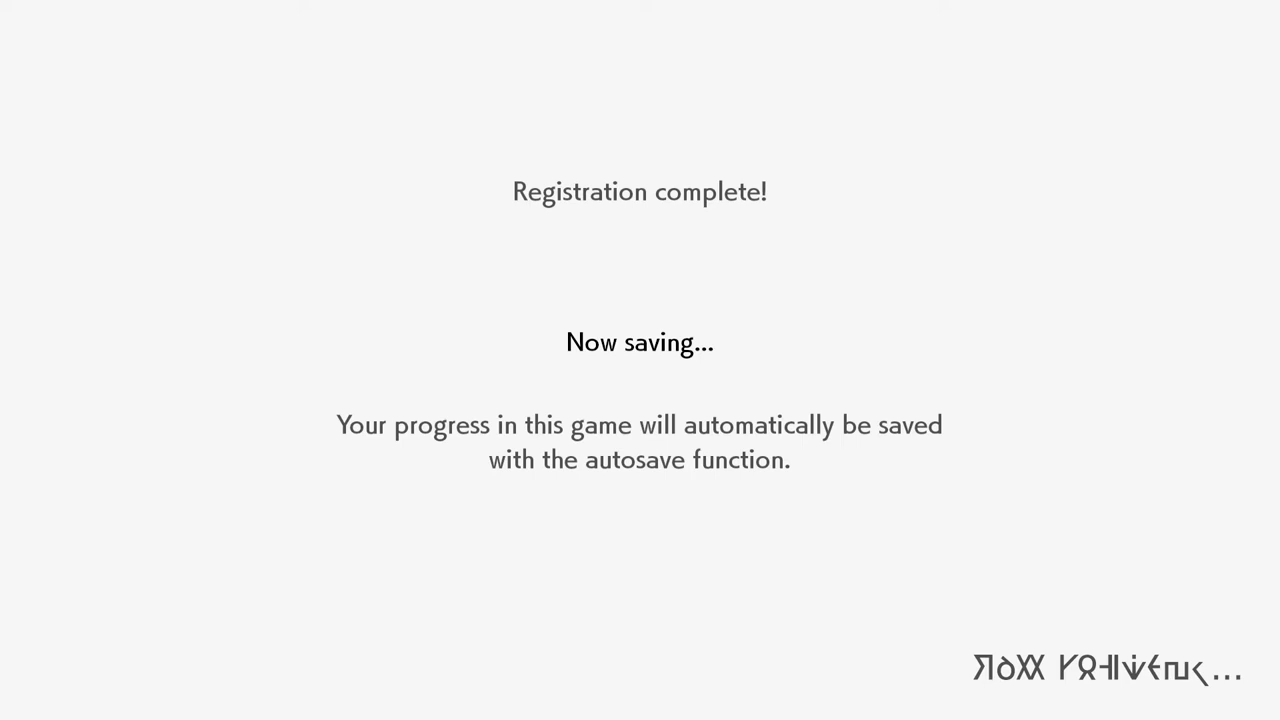 Registration complete!
Now saving...
Your progress in this game will automatically be saved
with the autosave function.